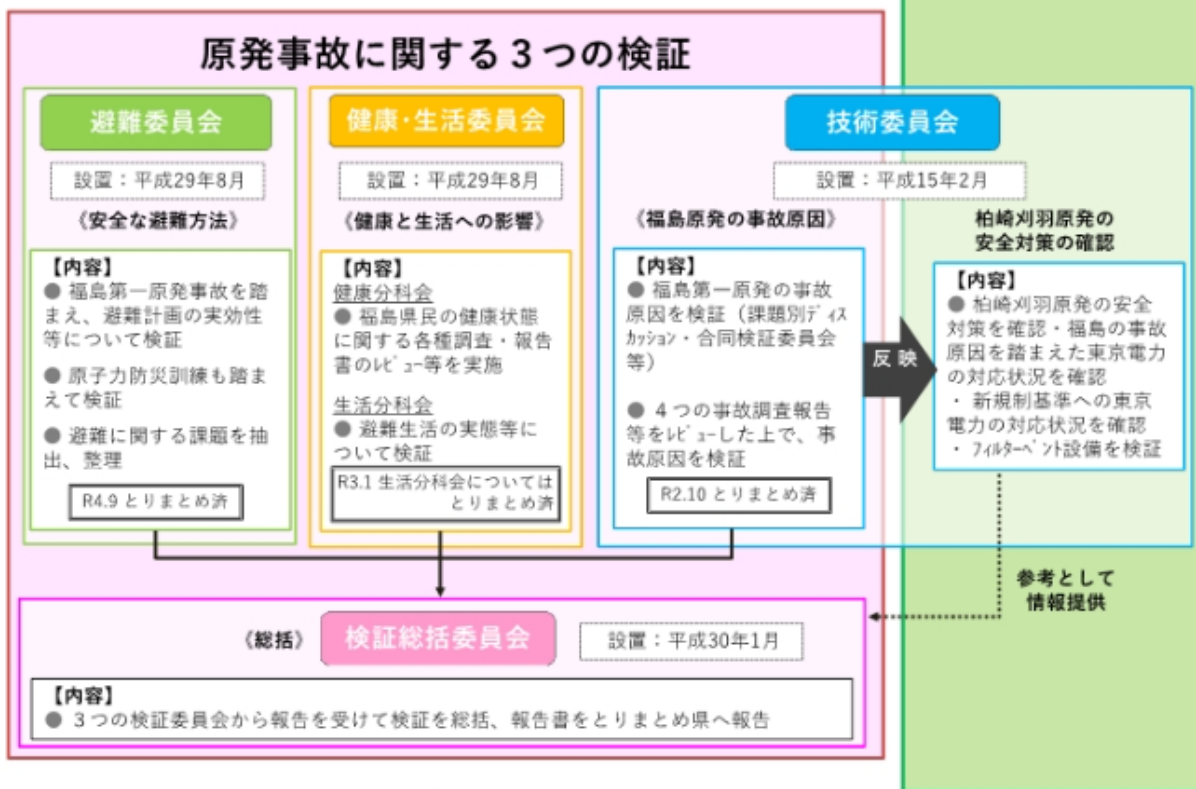 原発事故に関する３つの検証
避難委員会
設置：平成29年8月
《安全な避難方法》
【内容】
● 福島第一原発事故を踏
まえ、避難計画の実効性
等について検証
● 原子力防災訓練も踏ま
えて検証
● 避難に関する課題を抽
出、整理
R4.9 とりまとめ済
健康・生活委員会
設置：平成29年8月
《健康と生活への影響》
【内容】
健康分科会
● 福島県民の健康状態
に関する各種調査・報告
書のﾚﾋﾞｭｰ等を実施
生活分科会
● 避難生活の実態等に
ついて検証
R3.1 生活分科会については
とりまとめ済
技術委員会
設置：平成15年2月
《福島原発の事故原因》
【内容】
● 福島第一原発の事故
原因を検証（課題別ﾃﾞｨｽ
ｶｯｼｮﾝ・合同検証委員会
等）
● ４つの事故調査報告
等をﾚﾋﾞｭｰした上で、事
故原因を検証
R2.10 とりまとめ済
反映
柏崎刈羽原発の
安全対策の確認
【内容】
● 柏崎刈羽原発の安全
対策を確認・福島の事故
原因を踏まえた東京電力
の対応状況を確認
・ 新規制基準への東京
電力の対応状況を確認
・ ﾌｨﾙﾀｰﾍﾞﾝﾄ設備を検証
参考として
情報提供
《総括》
検証総括委員会
設置：平成30年1月
【内容】
● ３つの検証委員会から報告を受けて検証を総括、報告書をとりまとめ県へ報告